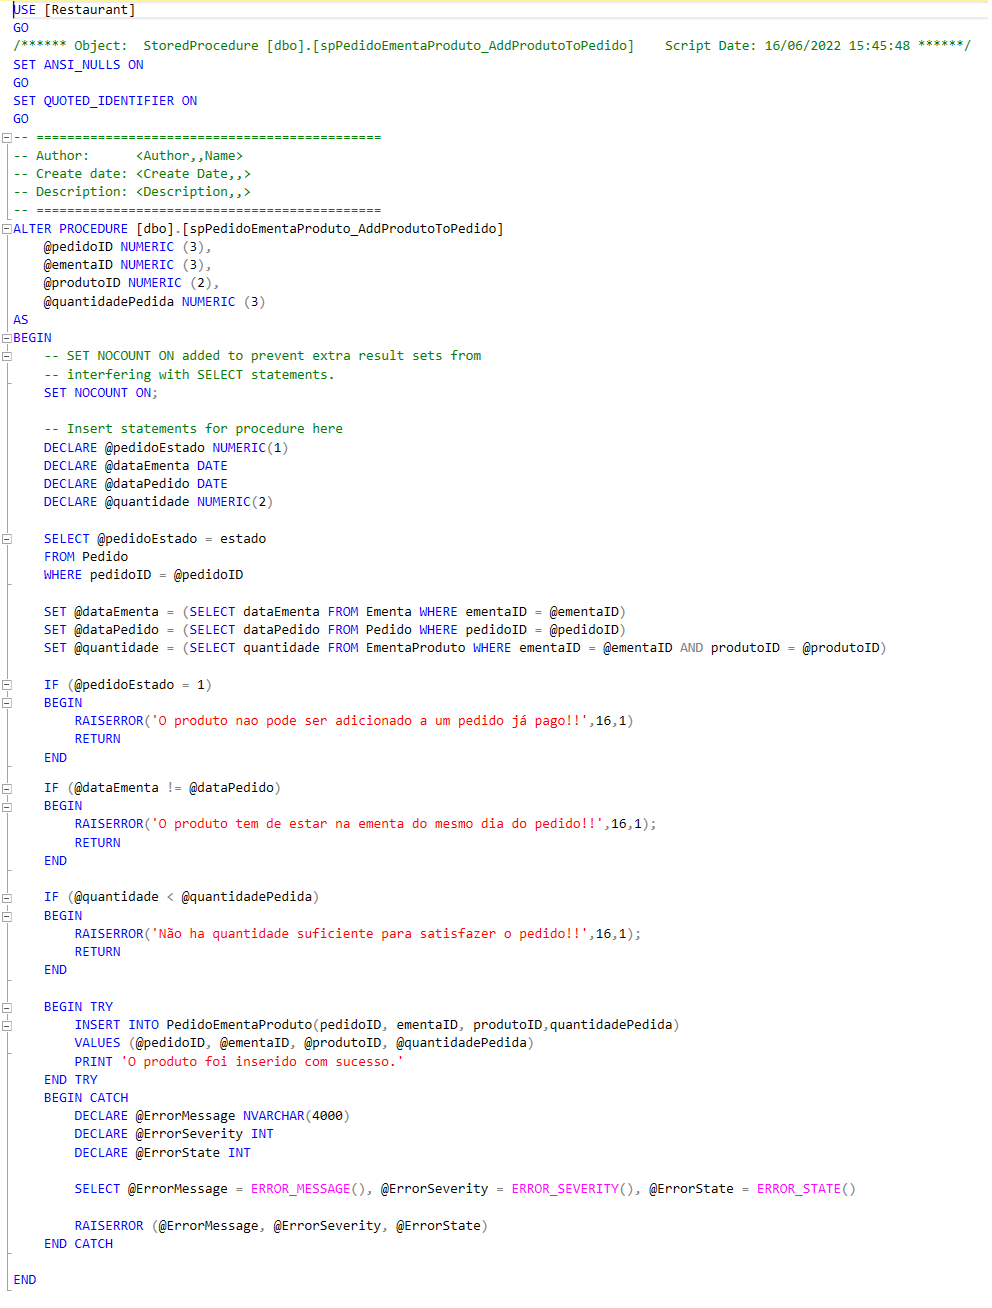 USE [Restaurant]
GO
/****** Object:  StoredProcedure [dbo].[spPedidoEmentaProduto_AddProdutoToPedido]    Script Date: 16/06/2022 15:45:48 ******/
SET ANSI_NULLS ON
GO
SET QUOTED_IDENTIFIER ON
GO
-- =============================================
-- Author:      <Author,,Name>
-- Create date: <Create Date,,>
-- Description: <Description,,>
-- =============================================
ALTER PROCEDURE [dbo].[spPedidoEmentaProduto_AddProdutoToPedido]
    @pedidoID NUMERIC (3),
    @ementaID NUMERIC (3),
    @produtoID NUMERIC (2),
    @quantidadePedida NUMERIC (3)
AS
BEGIN
    -- SET NOCOUNT ON added to prevent extra result sets from
    -- interfering with SELECT statements.
    SET NOCOUNT ON;
    -- Insert statements for procedure here
    DECLARE @pedidoEstado NUMERIC(1)
    DECLARE @dataEmenta DATE
    DECLARE @dataPedido DATE
    DECLARE @quantidade NUMERIC(2)
    SELECT @pedidoEstado = estado
    FROM Pedido
    WHERE pedidoID = @pedidoID
    SET @dataEmenta = (SELECT dataEmenta FROM Ementa WHERE ementaID = @ementaID)
    SET @dataPedido = (SELECT dataPedido FROM Pedido WHERE pedidoID = @pedidoID)
    SET @quantidade = (SELECT quantidade FROM EmentaProduto WHERE ementaID = @ementaID AND produtoID = @produtoID)
    IF (@pedidoEstado = 1)
    BEGIN
        RAISERROR('O produto nao pode ser adicionado a um pedido já pago!!',16,1)
        RETURN
    END
    IF (@dataEmenta != @dataPedido)
    BEGIN
        RAISERROR('O produto tem de estar na ementa do mesmo dia do pedido!!',16,1);
        RETURN
    END
    IF (@quantidade < @quantidadePedida)
    BEGIN
        RAISERROR('Não ha quantidade suficiente para satisfazer o pedido!!',16,1);
        RETURN
    END
    BEGIN TRY
        INSERT INTO PedidoEmentaProduto(pedidoID, ementaID, produtoID,quantidadePedida)
        VALUES (@pedidoID, @ementaID, @produtoID, @quantidadePedida)
        PRINT 'O produto foi inserido com sucesso.'
    END TRY
    BEGIN CATCH
        DECLARE @ErrorMessage NVARCHAR(4000)
        DECLARE @ErrorSeverity INT
        DECLARE @ErrorState INT
        SELECT @ErrorMessage = ERROR_MESSAGE(), @ErrorSeverity = ERROR_SEVERITY(), @ErrorState = ERROR_STATE()
        RAISERROR (@ErrorMessage, @ErrorSeverity, @ErrorState)
    END CATCH
END